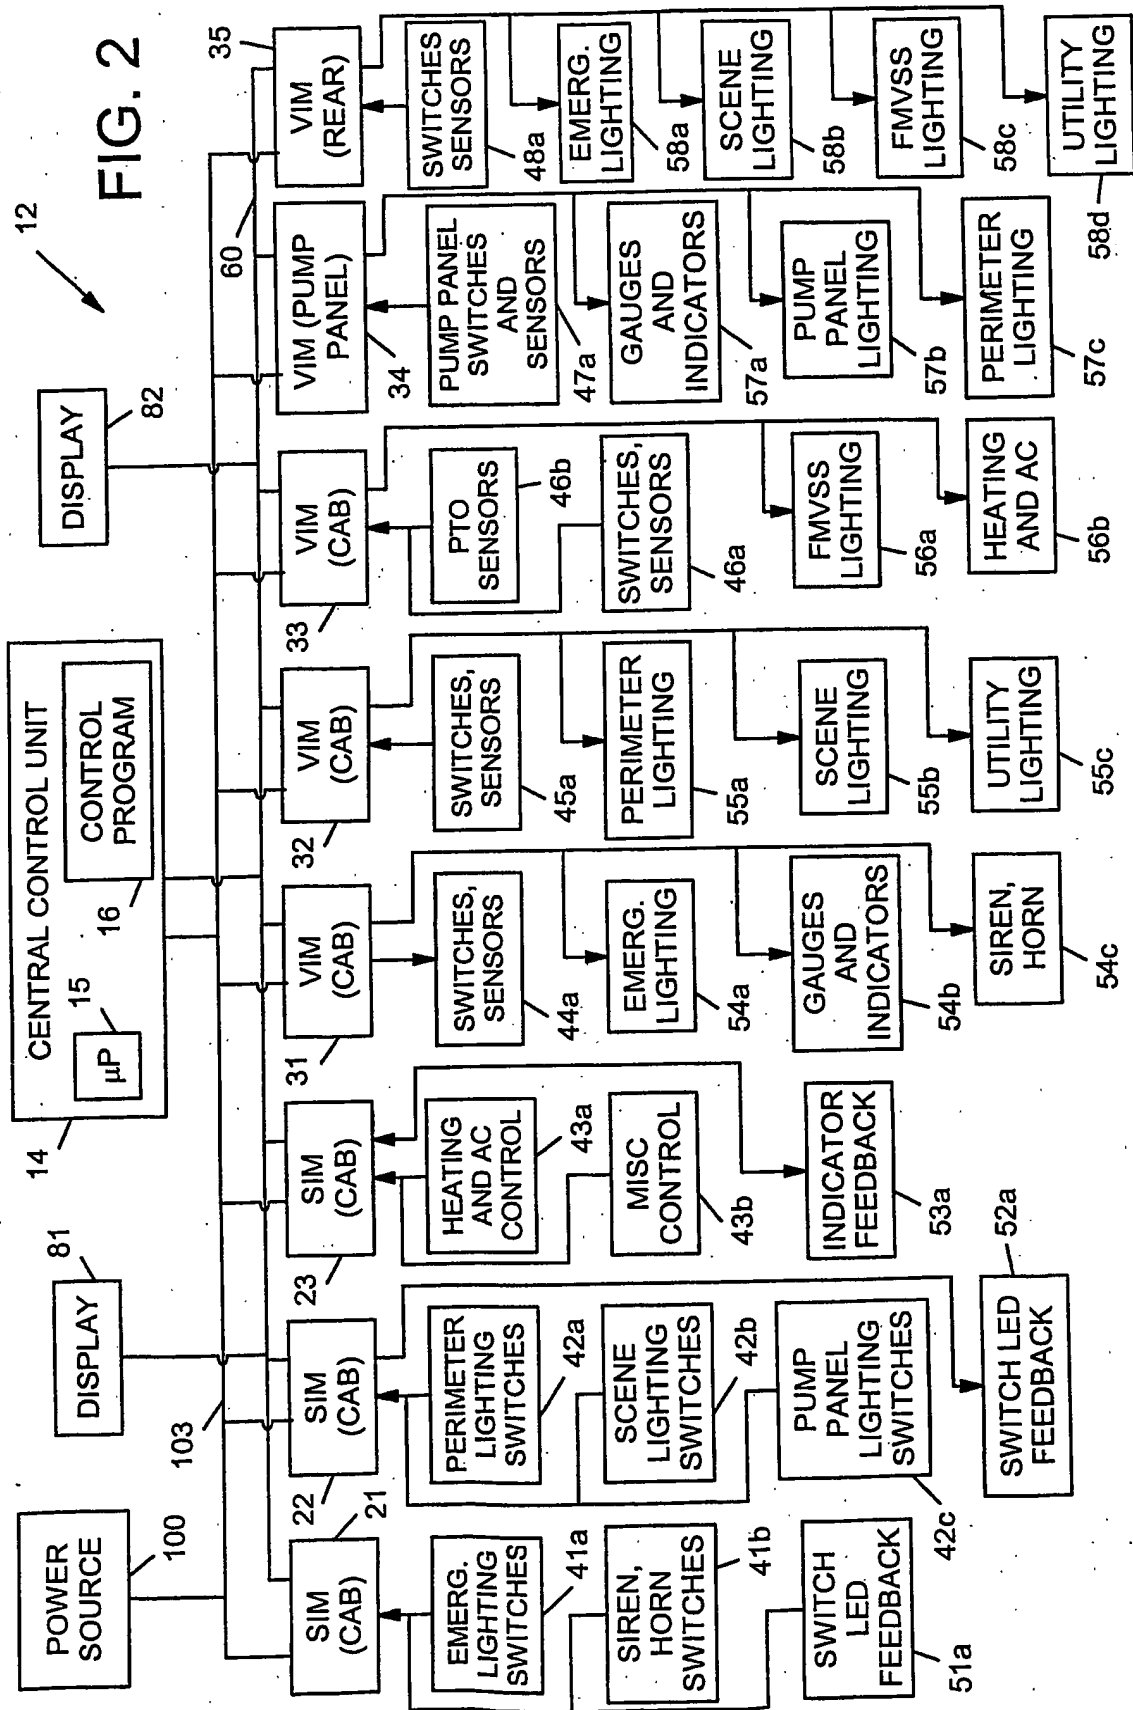 FIG. 2
12
POWER
SOURCE
100
DISPLAY
81
CENTRAL CONTROL UNIT
μP
15
CONTROL
PROGRAM
16
14
DISPLAY
82
103
60
SIM
(CAB)
21
SIM
(CAB)
22
SIM
(CAB)
23
VIM
(CAB)
31
VIM
(CAB)
32
VIM
(CAB)
33
VIM (PUMP
PANEL)
34
VIM
(REAR)
35
EMERG.
LIGHTING
SWITCHES
41a
SIREN,
HORN
SWITCHES
41b
SWITCH
LED
FEEDBACK
51a
PERIMETER
LIGHTING
SWITCHES
42a
SCENE
LIGHTING
SWITCHES
42b
PUMP
PANEL
LIGHTING
SWITCHES
42c
SWITCH LED
FEEDBACK
52a
HEATING
AND AC
CONTROL
43a
MISC
CONTROL
43b
INDICATOR
FEEDBACK
53a
SWITCHES,
SENSORS
44a
EMERG.
LIGHTING
54a
GAUGES
AND
INDICATORS
54b
SIREN,
HORN
54c
SWITCHES,
SENSORS
45a
PERIMETER
LIGHTING
55a
SCENE
LIGHTING
55b
UTILITY
LIGHTING
55c
PTO
SENSORS
46b
SWITCHES,
SENSORS
46a
FMVSS
LIGHTING
56a
HEATING
AND AC
56b
PUMP PANEL
SWITCHES
AND
SENSORS
47a
GAUGES
AND
INDICATORS
57a
PUMP
PANEL
LIGHTING
57b
PERIMETER
LIGHTING
57c
SWITCHES
SENSORS
48a
EMERG.
LIGHTING
58a
SCENE
LIGHTING
58b
FMVSS
LIGHTING
58c
UTILITY
LIGHTING
58d